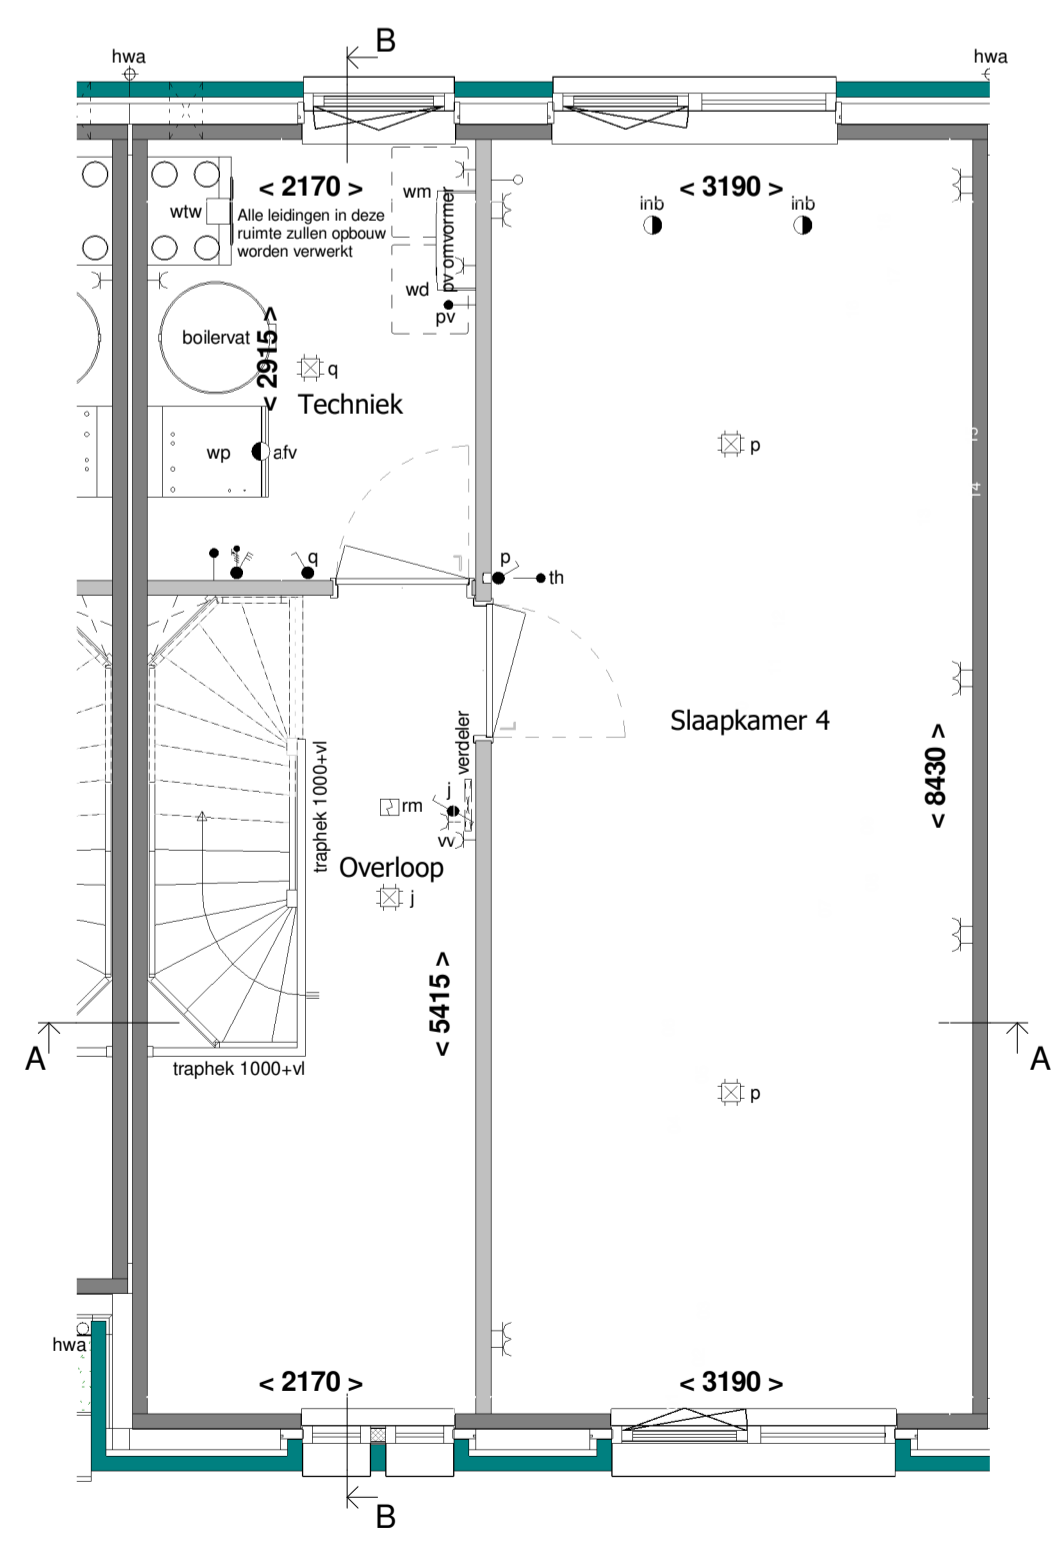 B
hwa
hwa
< 2170 >
< 3190 >
wm
inb
inb
wtw
Alle leidingen in deze
ruimte zullen opbouw
worden verwerkt
pv omvormer
wd
pv
boilervat
< 2915 >
q
Techniek
p
wp
afv
14
q
p
th
Slaapkamer 4
verdeler
traphek 1000+vl
< 8430 >
j
rm
vv
Overloop
j
< 5415 >
A
A
traphek 1000+vl
p
hwa
< 2170 >
< 3190 >
B